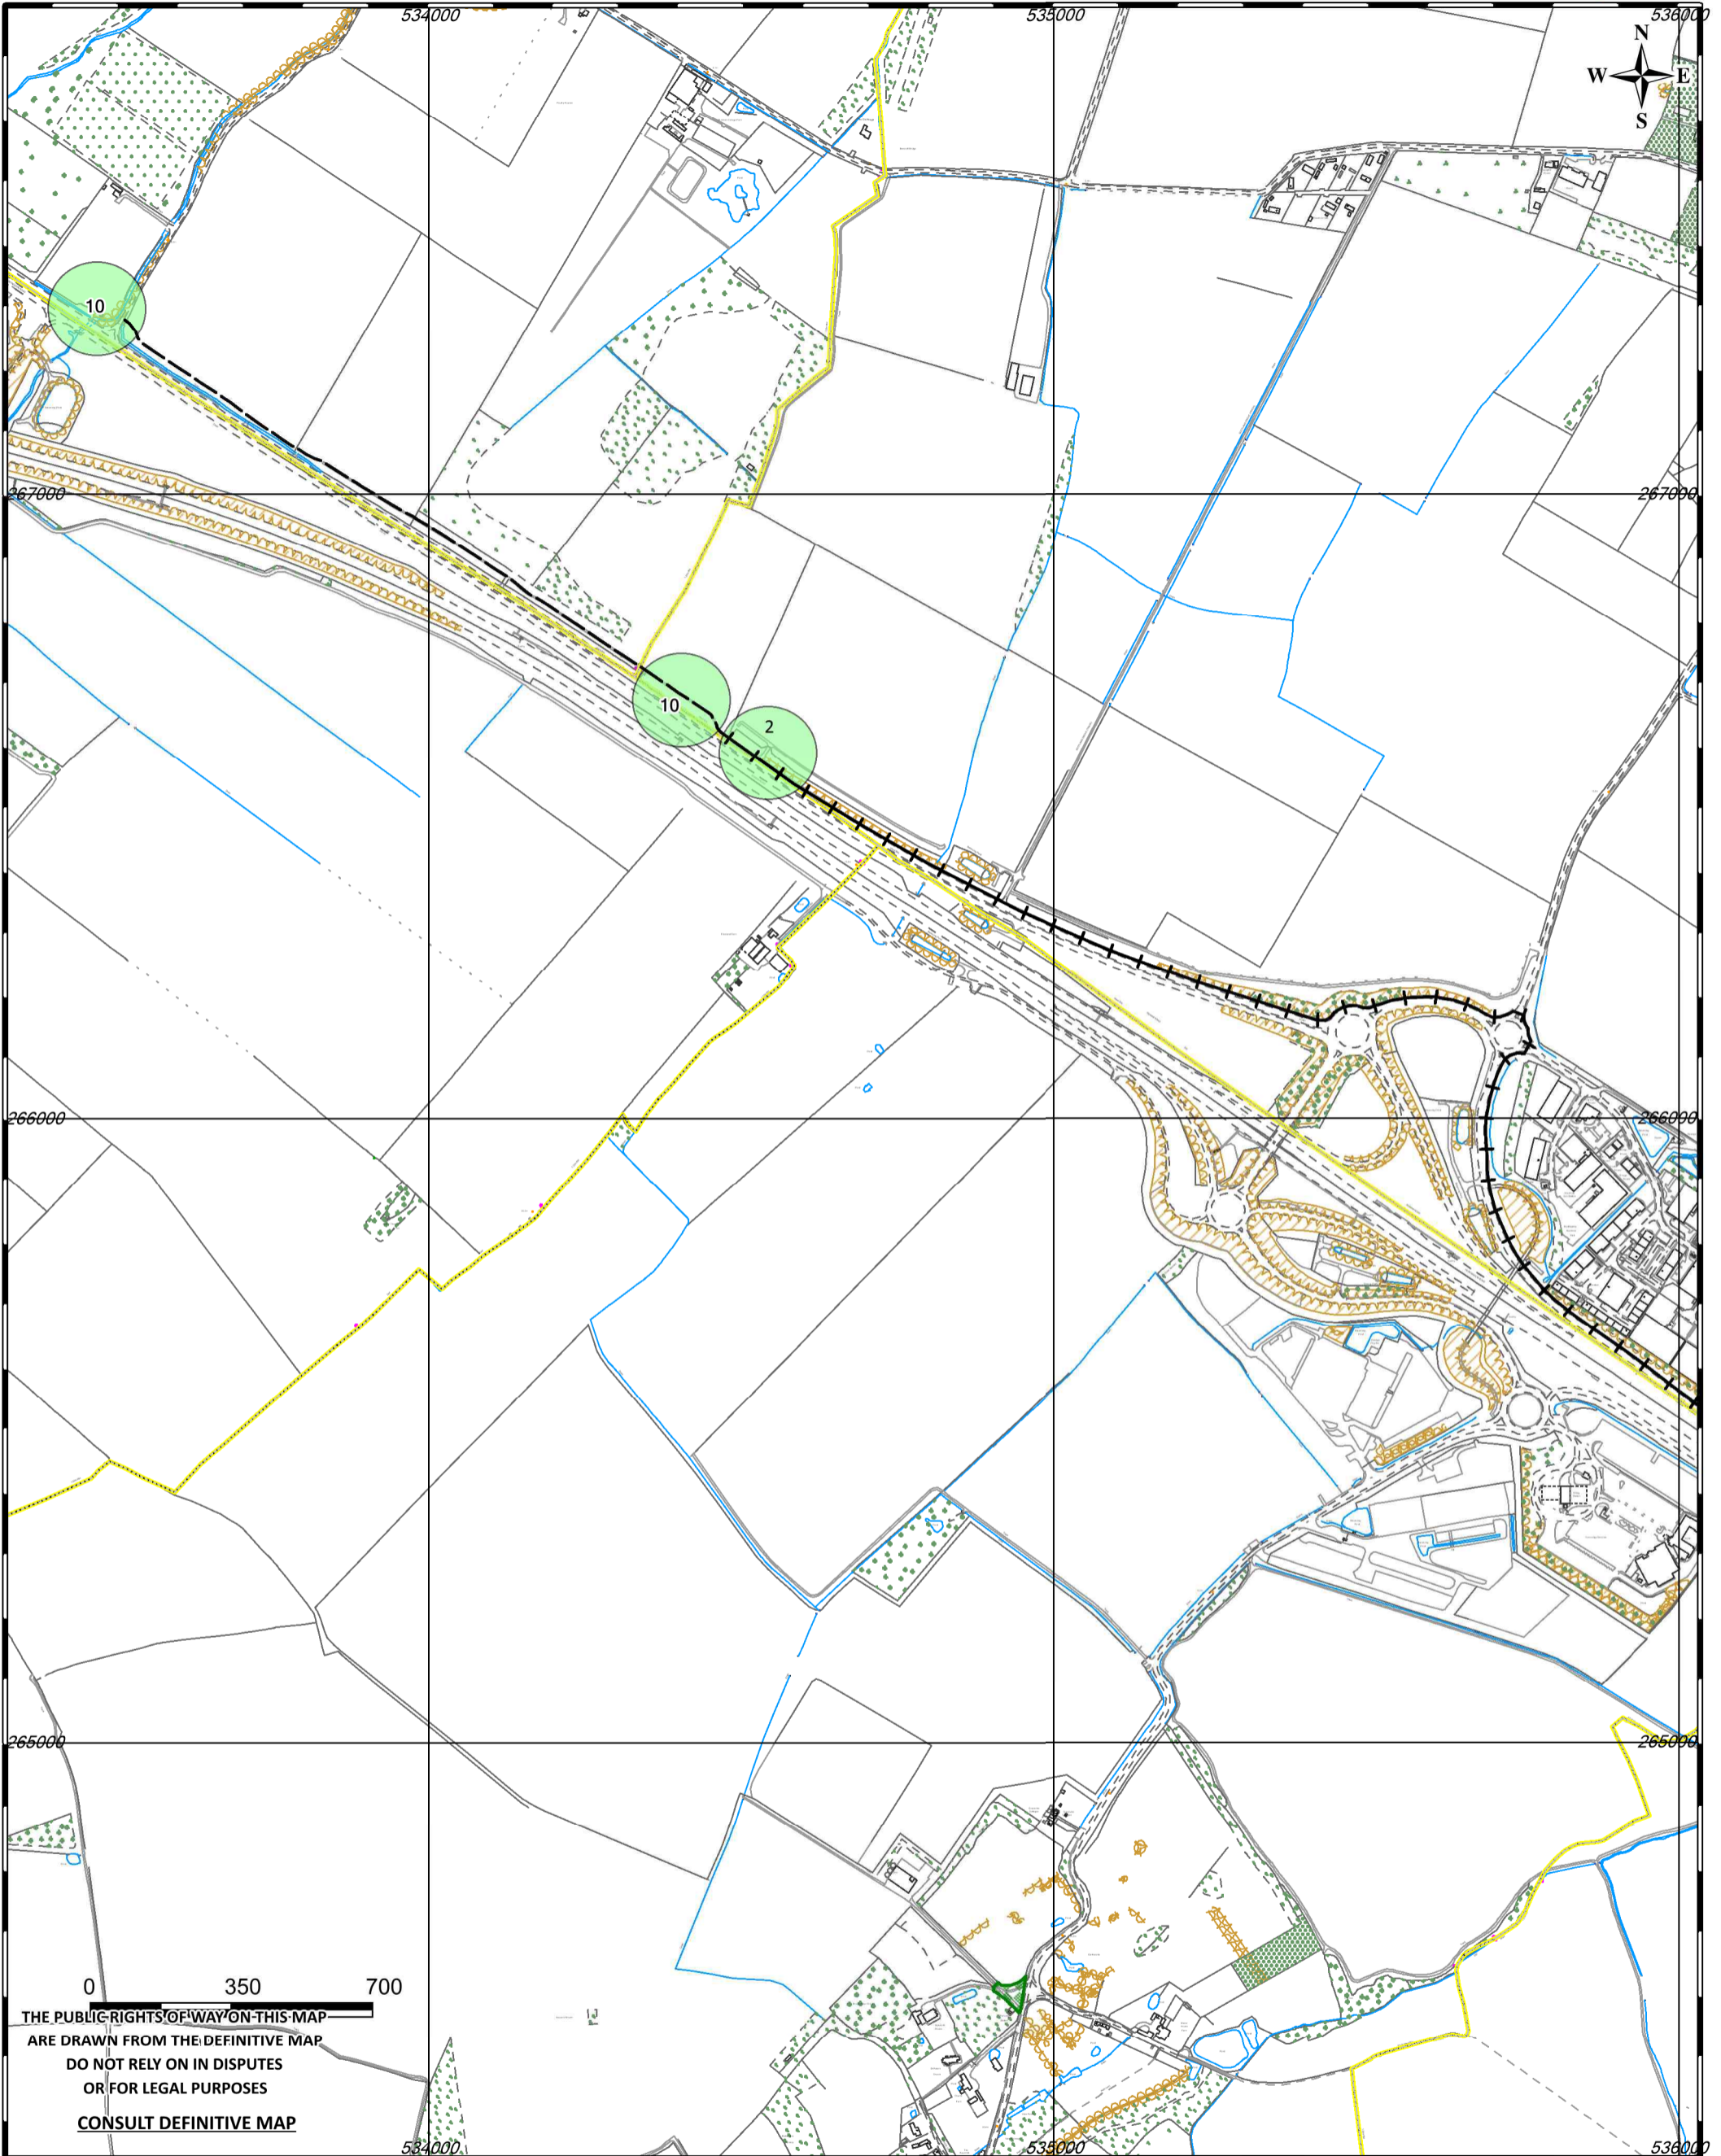 534000
535000
536000
N
W E
S
10
267000
267000
10
2
266000
266000
265000
265000
0 350 700
THE PUBLIC RIGHTS OF WAY ON THIS MAP
ARE DRAWN FROM THE DEFINITIVE MAP
DO NOT RELY ON IN DISPUTES
OR FOR LEGAL PURPOSES
CONSULT DEFINITIVE MAP
534000
535000
536000